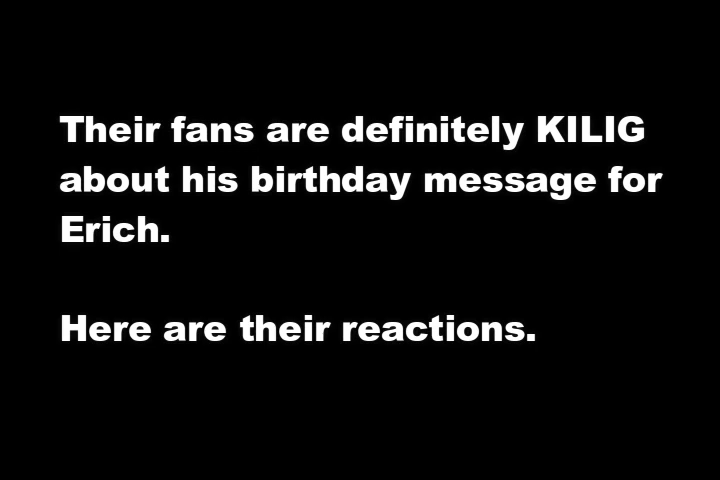 Their fans are definitely KILIG
about his birthday message for
Erich.
Here are their reactions.